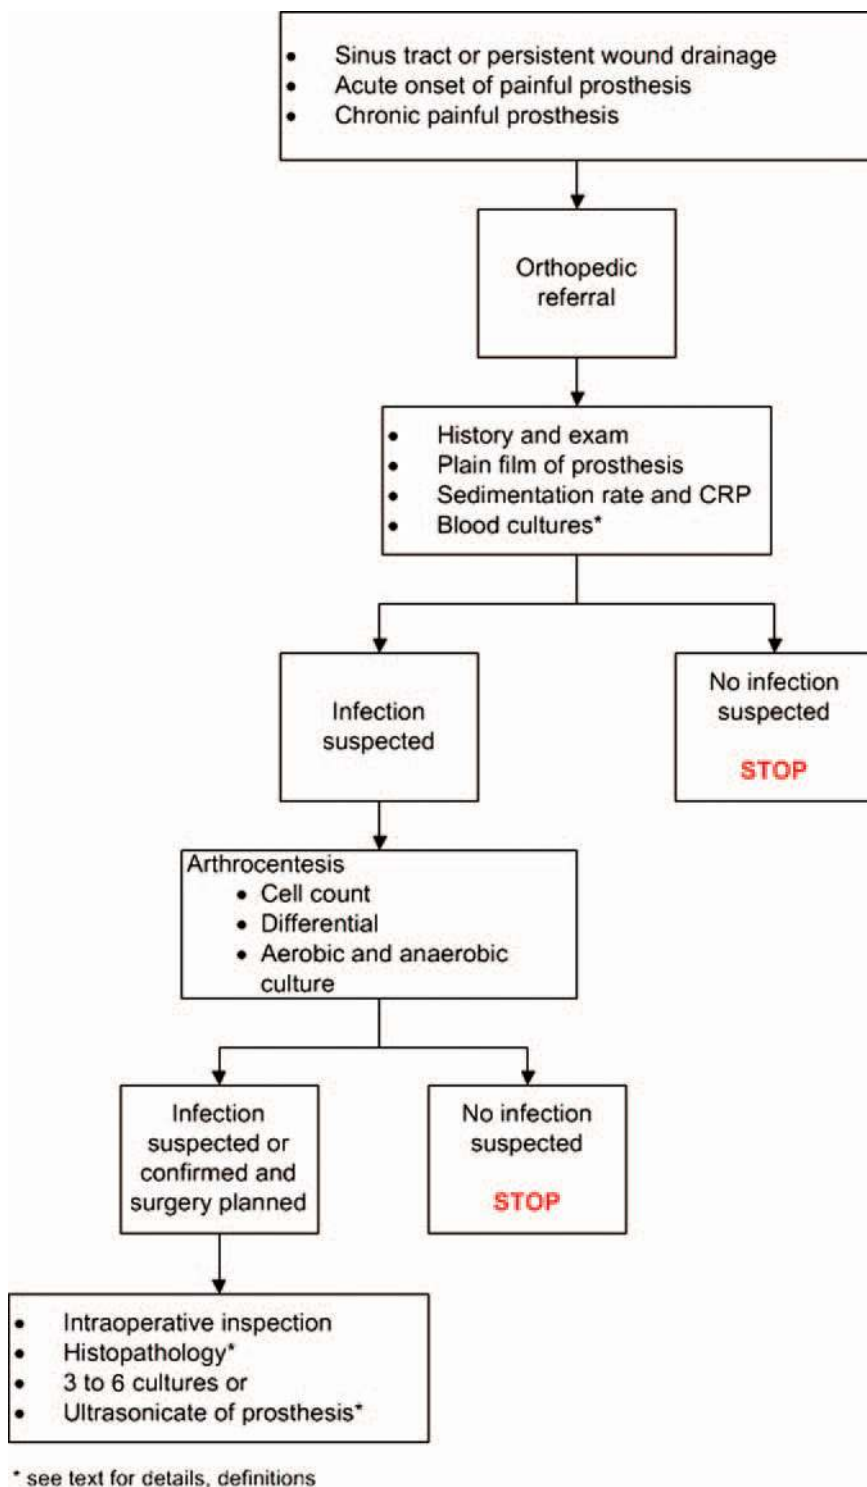 • Sinus tract or persistent wound drainage
• Acute onset of painful prosthesis
• Chronic painful prosthesis
Orthopedic
referral
• History and exam
• Plain film of prosthesis
• Sedimentation rate and CRP
• Blood cultures*
Infection
suspected
No infection
suspected
STOP
Arthrocentesis
• Cell count
• Differential
• Aerobic and anaerobic
culture
Infection
suspected or
confirmed and
surgery planned
No infection
suspected
STOP
• Intraoperative inspection
• Histopathology*
• 3 to 6 cultures or
• Ultrasonicate of prosthesis*
* see text for details, definitions